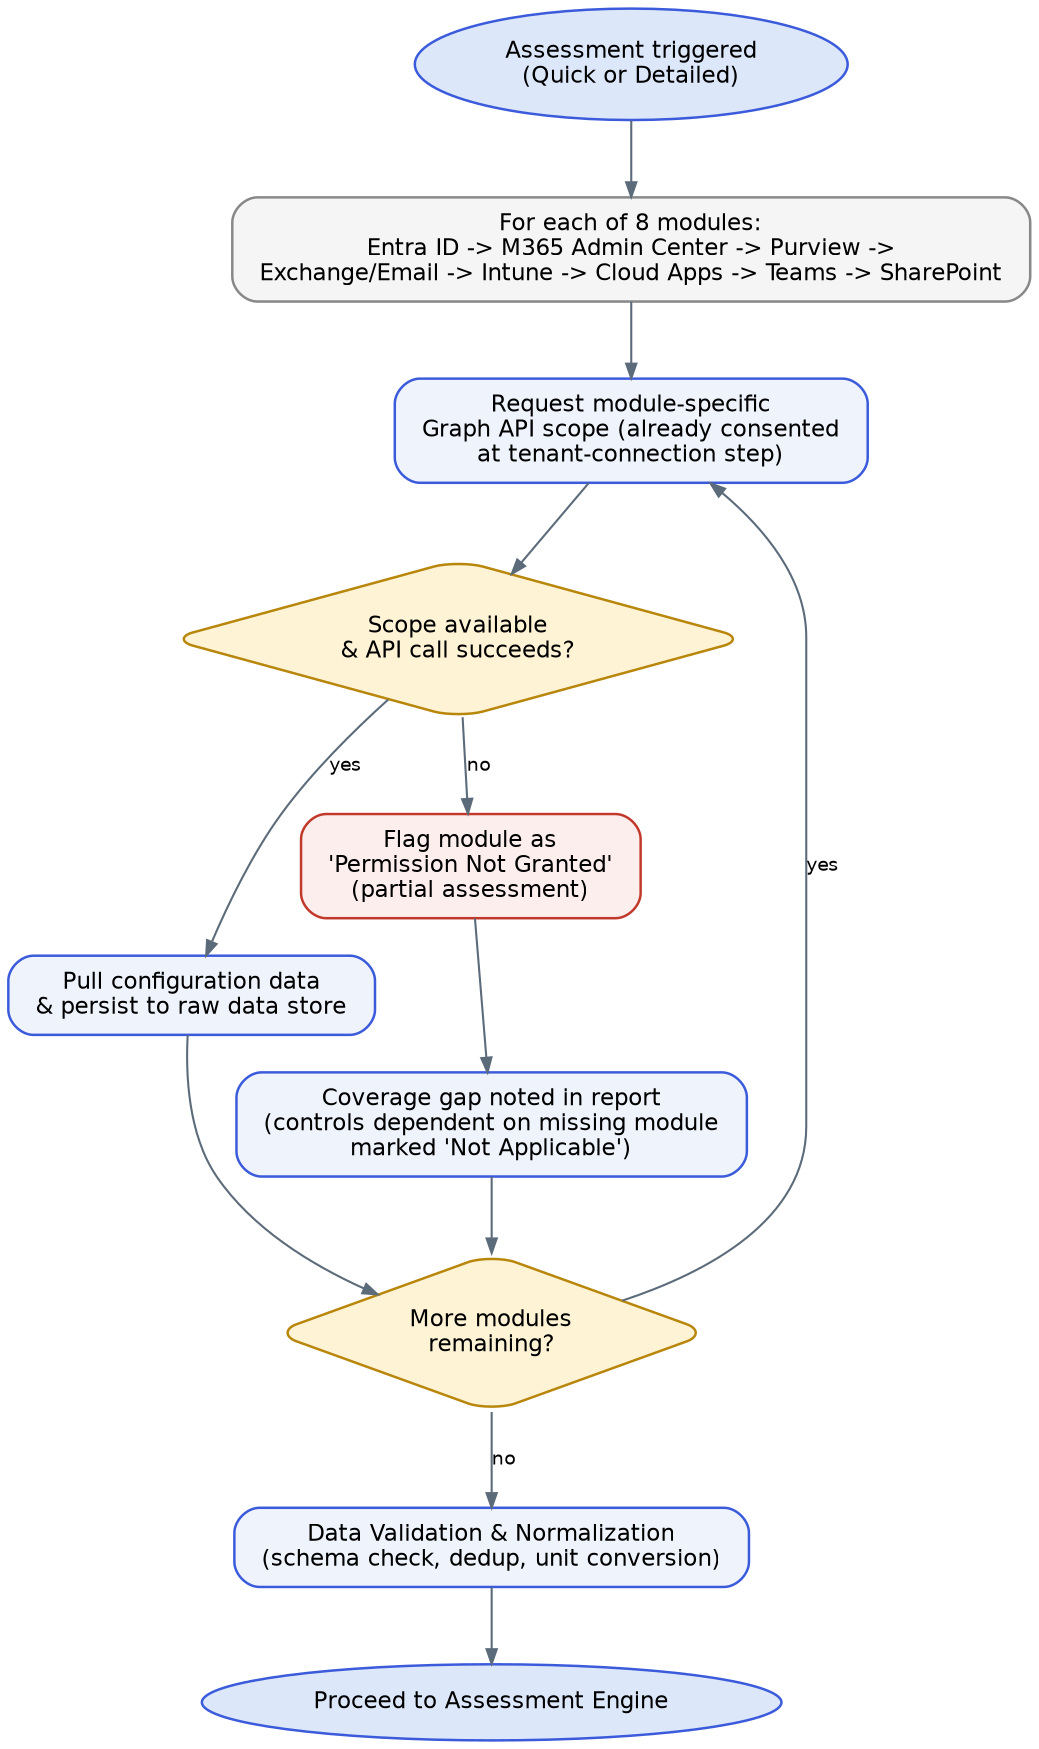 Assessment triggered
(Quick or Detailed)
For each of 8 modules:
Entra ID -> M365 Admin Center -> Purview ->
Exchange/Email -> Intune -> Cloud Apps -> Teams -> SharePoint
Request module-specific
Graph API scope (already consented
at tenant-connection step)
Scope available
& API call succeeds?
yes
no
Flag module as
'Permission Not Granted'
(partial assessment)
yes
Pull configuration data
& persist to raw data store
Coverage gap noted in report
(controls dependent on missing module
marked 'Not Applicable')
More modules
remaining?
no
Data Validation & Normalization
(schema check, dedup, unit conversion)
Proceed to Assessment Engine